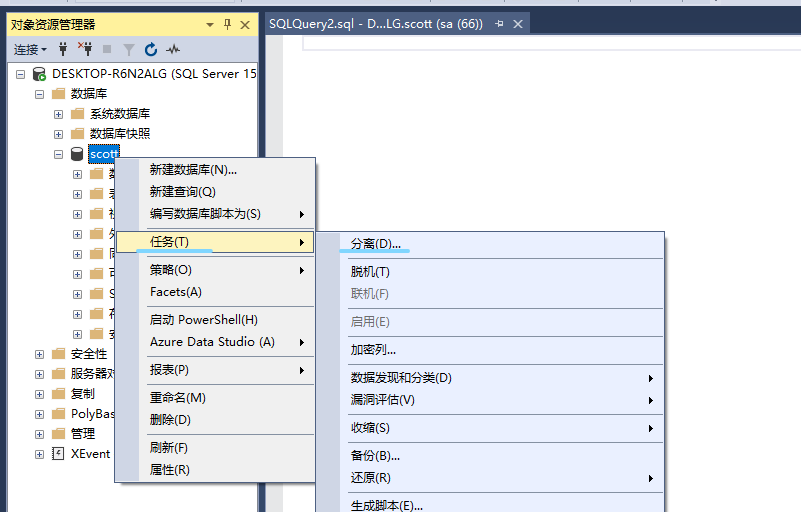 对象资源管理器
SQLQuery2.sql - D...LG.scott (sa (66))
连接
DESKTOP-R6N2ALG (SQL Server 15
数据库
系统数据库
数据库快照
scott
新建数据库(N)...
新建查询(Q)
编写数据库脚本为(S)
任务(T)
策略(O)
Facets(A)
启动 PowerShell(H)
Azure Data Studio (A)
报表(P)
重命名(M)
删除(D)
刷新(F)
属性(R)
分离(D)...
脱机(T)
联机(F)
启用(E)
加密列...
数据发现和分类(D)
漏洞评估(V)
收缩(S)
备份(B)...
还原(R)
生成脚本(E)...
S
安全性
服务器对
复制
PolyBas
管理
XEvent